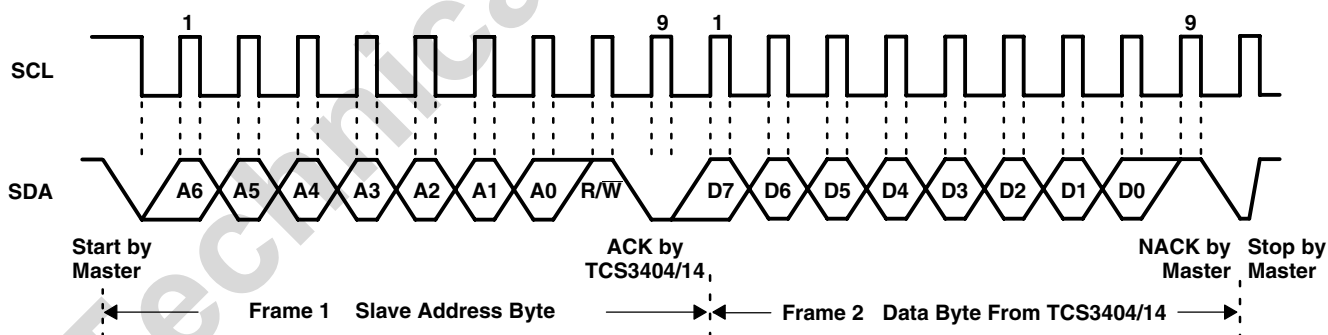 1 9 1 9
SCL
SDA A6 A5 A4 A3 A2 A1 A0 R/W̅ D7 D6 D5 D4 D3 D2 D1 D0
Start by Master
ACK by TCS3404/14
NACK by Master
Stop by Master
Frame 1 Slave Address Byte
Frame 2 Data Byte From TCS3404/14
Technica